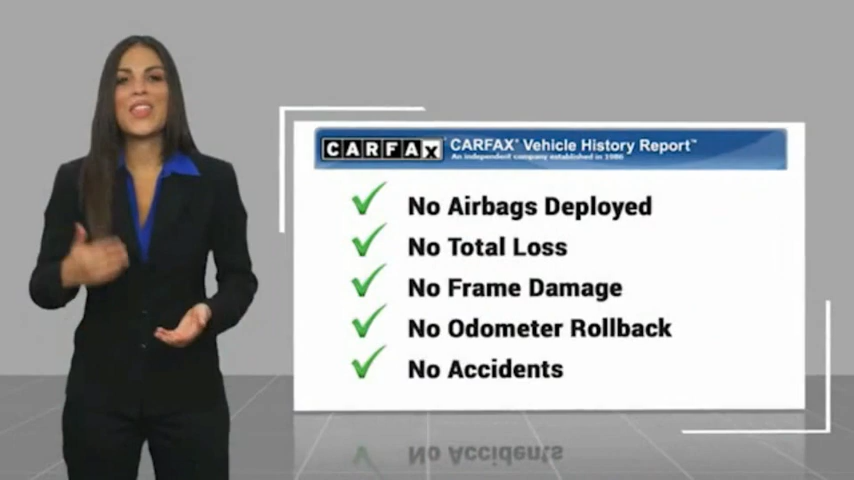 CARFAX CARFAX® Vehicle History Report™
An independent company established in 1986
No Airbags Deployed
No Total Loss
No Frame Damage
No Odometer Rollback
No Accidents
No Accidents